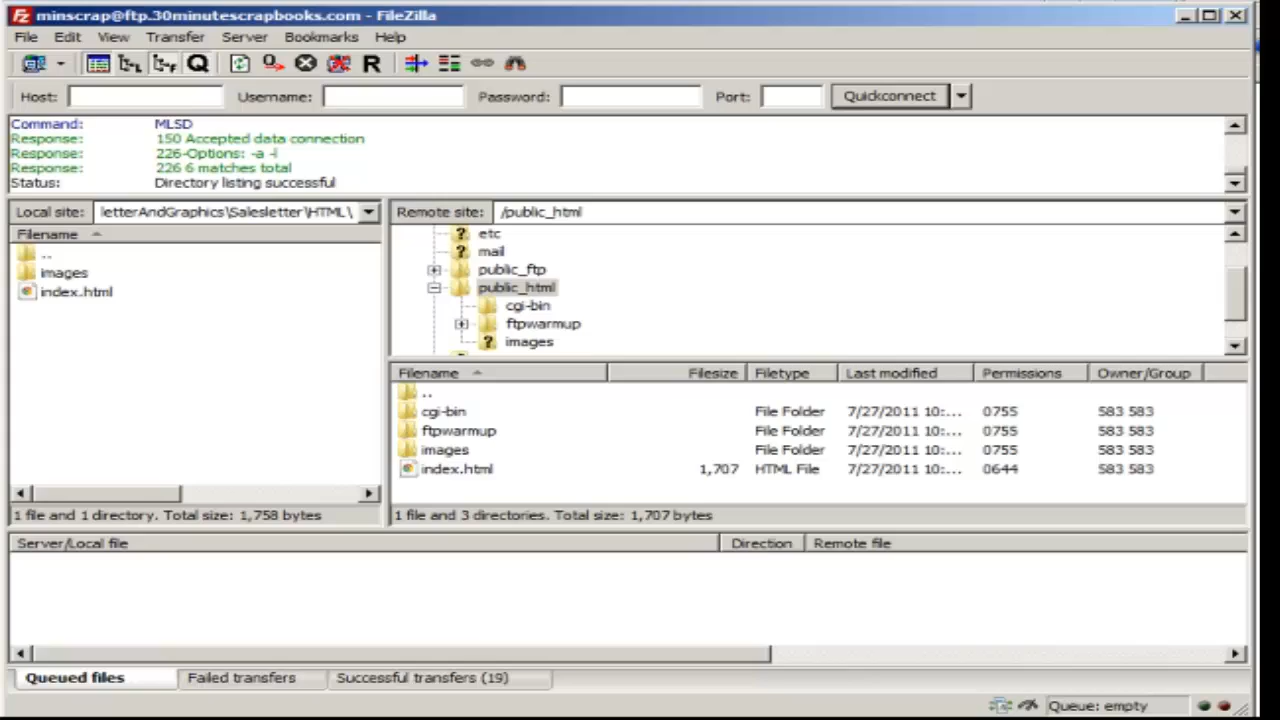 minscrap@ftp.30minutescrapbooks.com - FileZilla
File Edit View Transfer Server Bookmarks Help
Host: Username: Password: Port: Quickconnect
Command: MLSD
Response: 150 Accepted data connection
Response: 226-Options: -a -l
Response: 226 6 matches total
Status: Directory listing successful
Local site: letterAndGraphics\Salesletter\HTML\ Remote site: /public_html
Filename
..
images
index.html
1 file and 1 directory. Total size: 1,758 bytes
etc
mail
public_ftp
public_html
cgi-bin
ftpwarmup
images
Filename Filesize Filetype Last modified Permissions Owner/Group
..
cgi-bin File Folder 7/27/2011 10:... 0755 583 583
ftpwarmup File Folder 7/27/2011 10:... 0755 583 583
images File Folder 7/27/2011 10:... 0755 583 583
index.html 1,707 HTML File 7/27/2011 10:... 0644 583 583
1 file and 3 directories. Total size: 1,707 bytes
Server/Local file Direction Remote file
Queued files Failed transfers Successful transfers (19)
Queue: empty